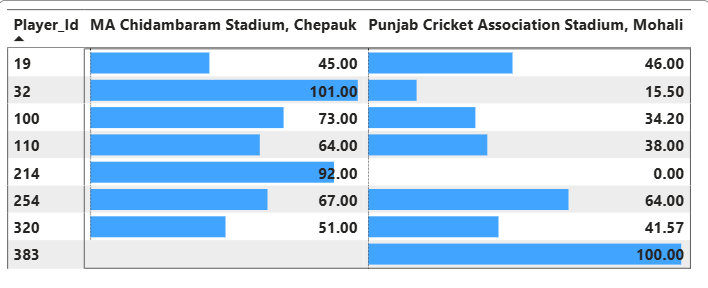 Player_Id MA Chidambaram Stadium, Chepauk Punjab Cricket Association Stadium, Mohali
19 45.00 46.00
32 101.00 15.50
100 73.00 34.20
110 64.00 38.00
214 92.00 0.00
254 67.00 64.00
320 51.00 41.57
383 100.00